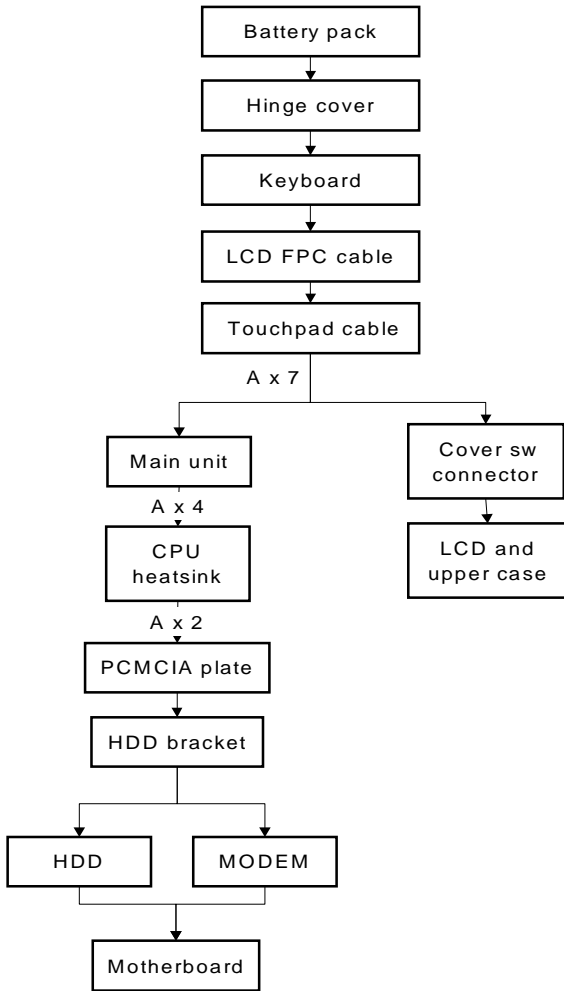 Battery pack
Hinge cover
Keyboard
LCD FPC cable
Touchpad cable
A x 7
Main unit
Cover sw
connector
A x 4
CPU
heatsink
LCD and
upper case
A x 2
PCMCIA plate
HDD bracket
HDD
MODEM
Motherboard